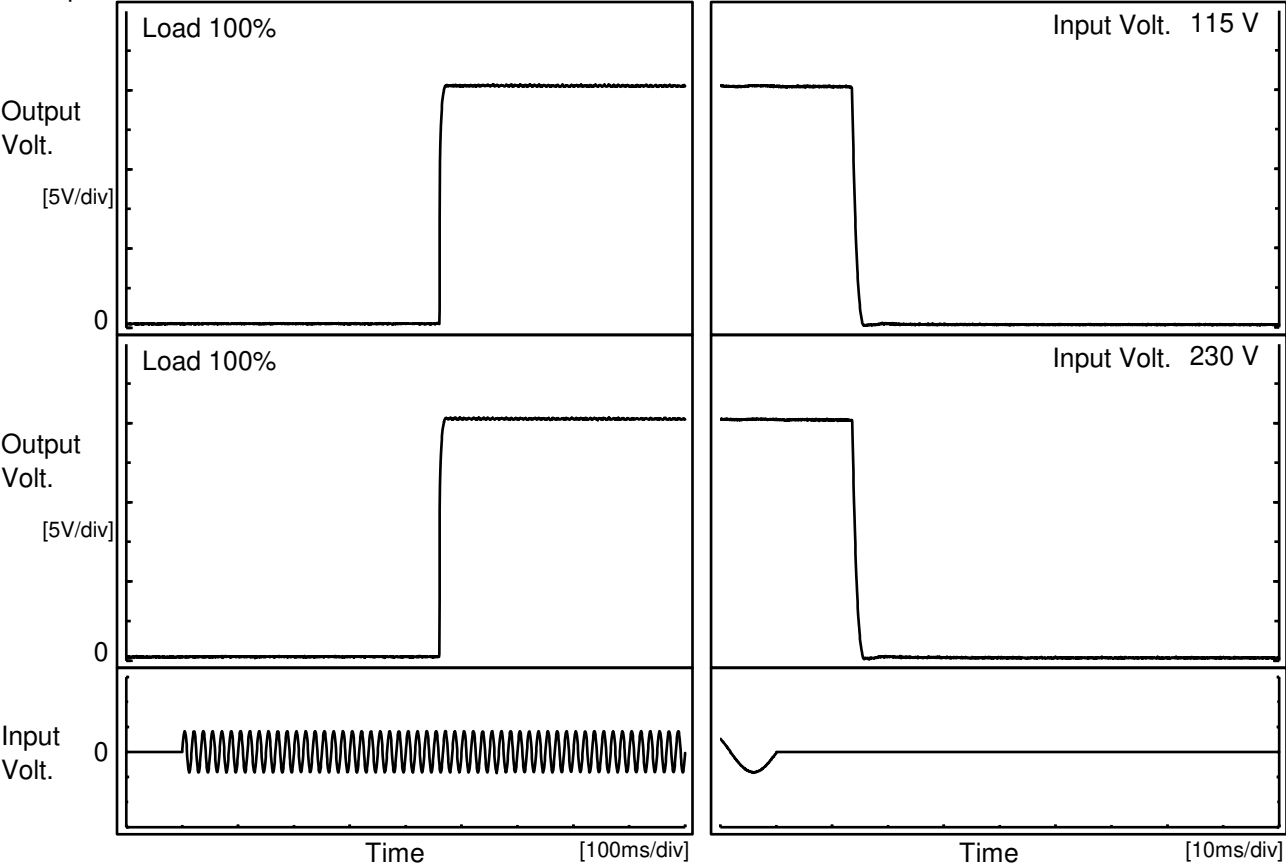 Load 100%
Input Volt. 115 V
Output
Volt.
[5V/div]
0
Load 100%
Input Volt. 230 V
Output
Volt.
[5V/div]
0
Input
Volt.
0
Time
[100ms/div]
Time
[10ms/div]